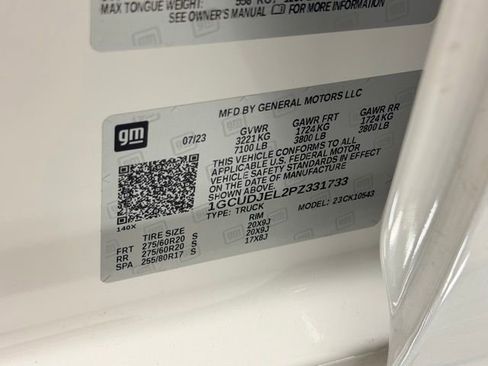 MAX TONGUE WEIGHT:
SEE OWNER'S MANUAL FOR MORE INFORMATION
MFD BY GENERAL MOTORS LLC
gm
07/23
GVWR GAWR FRT GAWR RR
3221 KG 1724 KG 1724 KG
7100 LB 3800 LB 3800 LB
THIS VEHICLE CONFORMS TO ALL
APPLICABLE U.S. FEDERAL MOTOR
VEHICLE SAFETY STANDARDS IN EFFECT
ON THE DATE OF MANUFACTURE
SHOWN ABOVE.
1GCUDJEL2PZ331733
TYPE: TRUCK MODEL: 23CK10543
140X
TIRE SIZE RIM
FRT 275/60R20 S 20X9J
RR 275/60R20 S 20X9J
SPA 255/80R17 S 17X8J